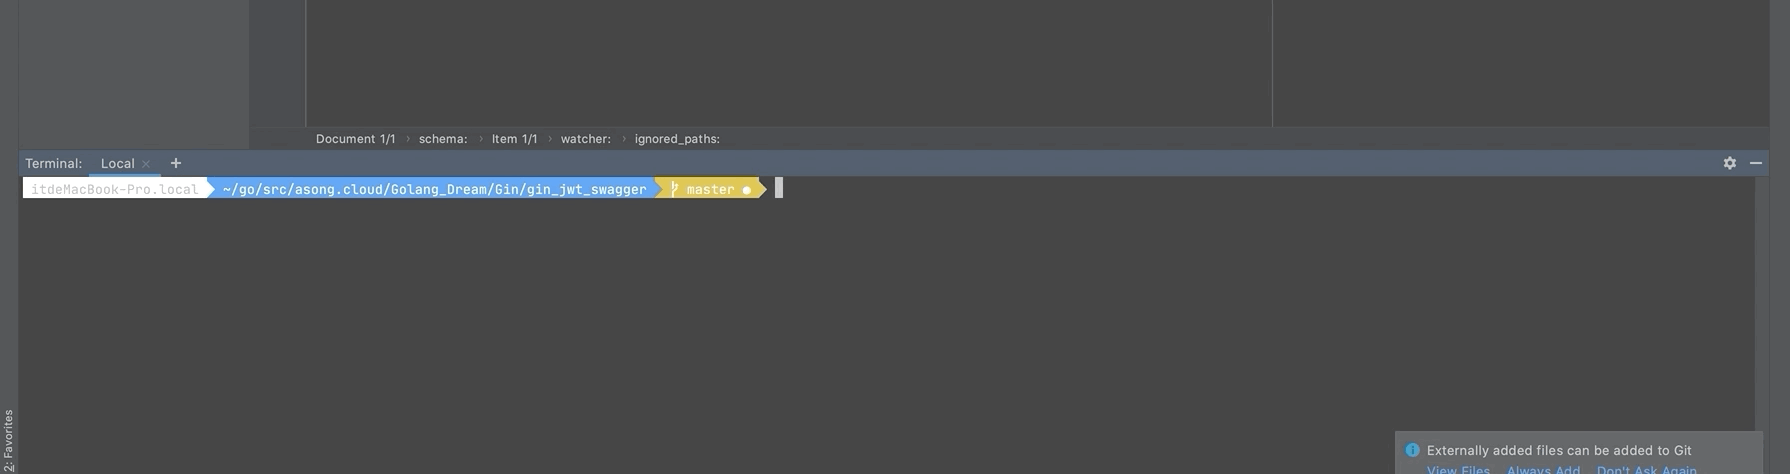 Document 1/1 › schema: › Item 1/1 › watcher: › ignored_paths:
Terminal: Local × +
itdeMacBook-Pro.local ~/go/src/asong.cloud/Golang_Dream/Gin/gin_jwt_swagger master ●
2: Favorites
Externally added files can be added to Git
View Files Always Add Don't Ask Again